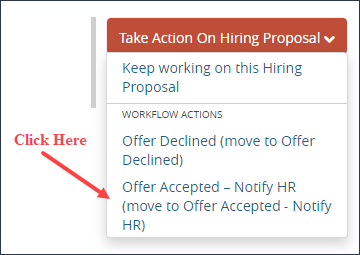 Take Action On Hiring Proposal
Keep working on this Hiring
Proposal
WORKFLOW ACTIONS
Offer Declined (move to Offer
Declined)
Click Here
Offer Accepted – Notify HR
(move to Offer Accepted - Notify
HR)